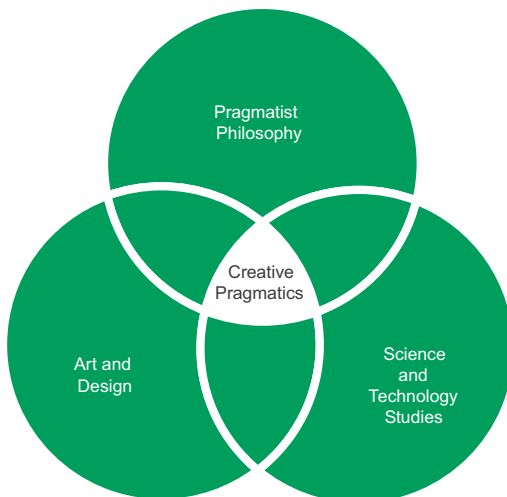 Pragmatist
Philosophy
Creative
Pragmatics
Art and
Design
Science
and
Technology
Studies